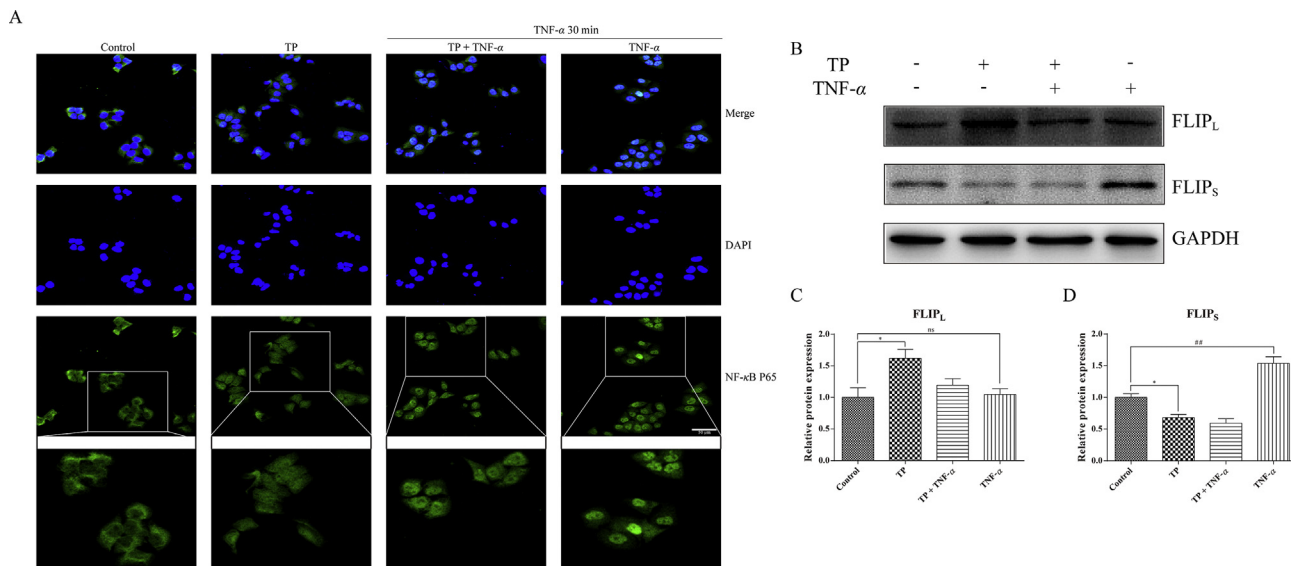 A
TNF-α 30 min
Control TP TP + TNF-α TNF-α
Merge
DAPI
NF-κB P65
B
TP - + + -
TNF-α - - + +
FLIPL
FLIPS
GAPDH
C
FLIPL
Relative protein expression
2.0
1.5
1.0
0.5
0.0
*
ns
Control TP TP + TNF-α TNF-α
D
FLIPS
Relative protein expression
2.0
1.5
1.0
0.5
0.0
*
##
Control TP TP + TNF-α TNF-α